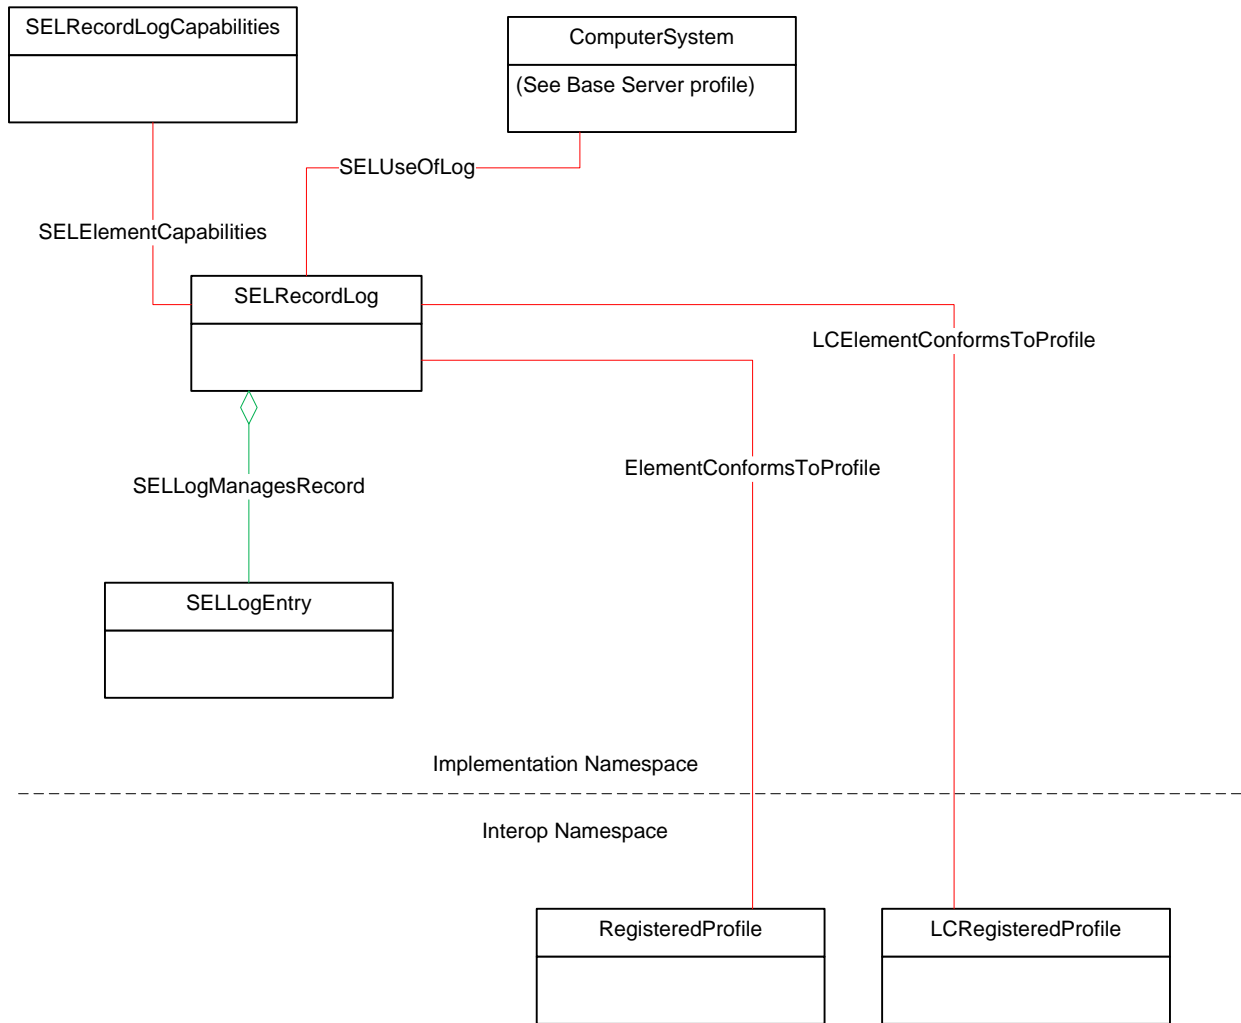 SELRecordLogCapabilities
ComputerSystem
(See Base Server profile)
SELUseOfLog
SELElementCapabilities
SELRecordLog
LCElementConformsToProfile
ElementConformsToProfile
SELLogManagesRecord
SELLogEntry
Implementation Namespace
Interop Namespace
RegisteredProfile
LCRegisteredProfile